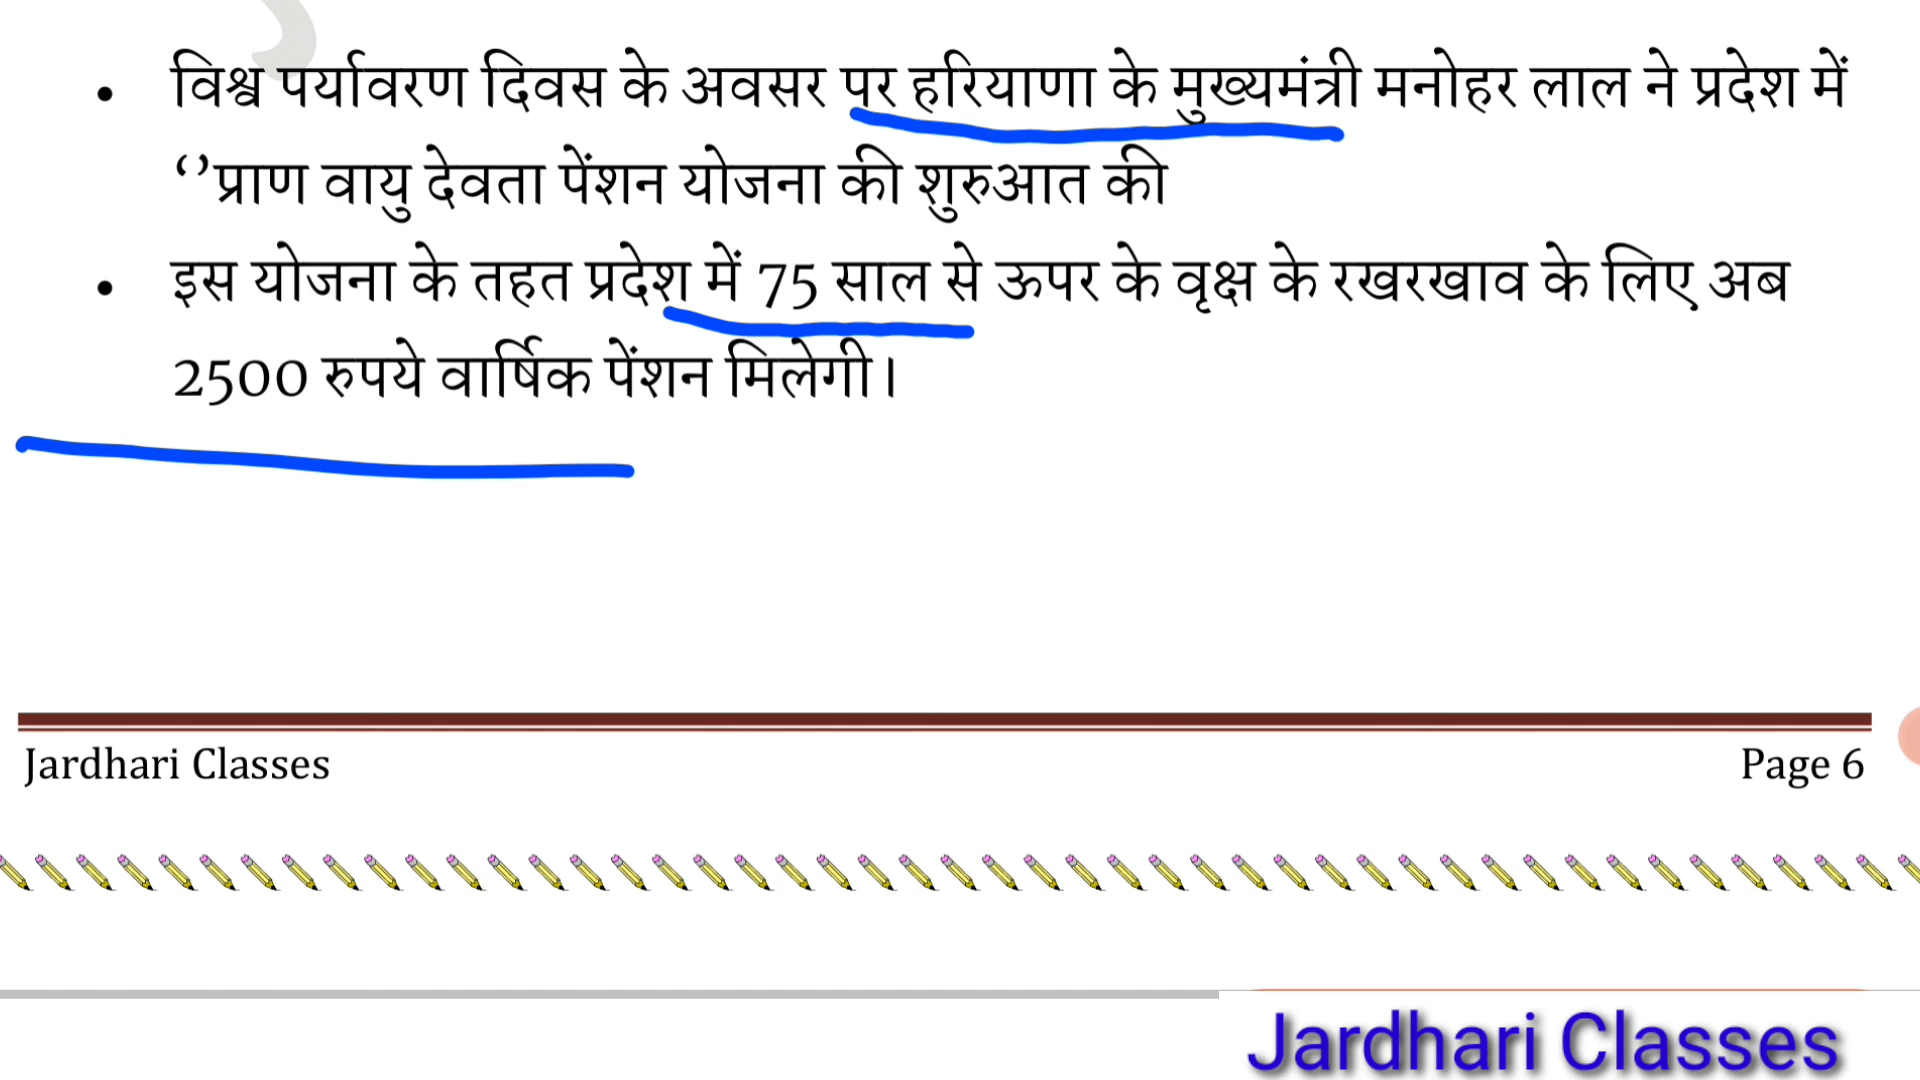 • विश्व पर्यावरण दिवस के अवसर पर हरियाणा के मुख्यमंत्री मनोहर लाल ने प्रदेश में
‘’प्राण वायु देवता पेंशन योजना की शुरुआत की
• इस योजना के तहत प्रदेश में 75 साल से ऊपर के वृक्ष के रखरखाव के लिए अब
2500 रुपये वार्षिक पेंशन मिलेगी।
Jardhari Classes Page 6
Jardhari Classes